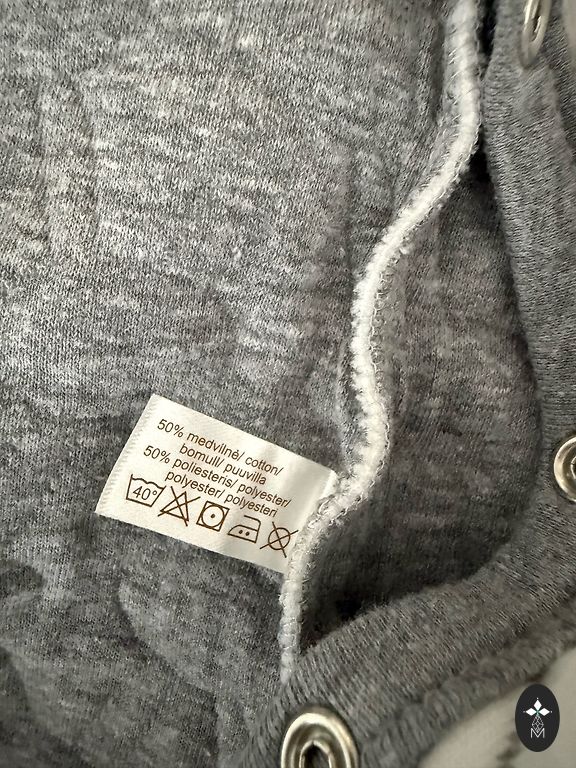 50% medvilnė/ cotton/
bomull/ puuvilla
50% poliesteris/ polyester/
polyester/ polyesteri
40°